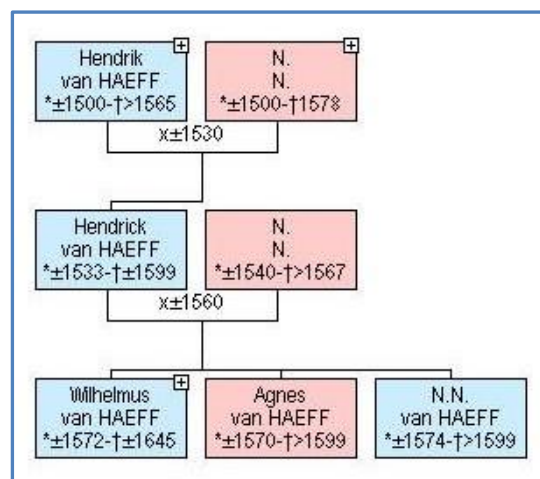 Hendrik
van HAEFF
*±1500-†>1565
N.
N.
*±1500-†1578
x±1530
Hendrick
van HAEFF
*±1533-†±1599
N.
N.
*±1540-†>1567
x±1560
Wilhelmus
van HAEFF
*±1572-†±1645
Agnes
van HAEFF
*±1570-†>1599
N.N.
van HAEFF
*±1574-†>1599